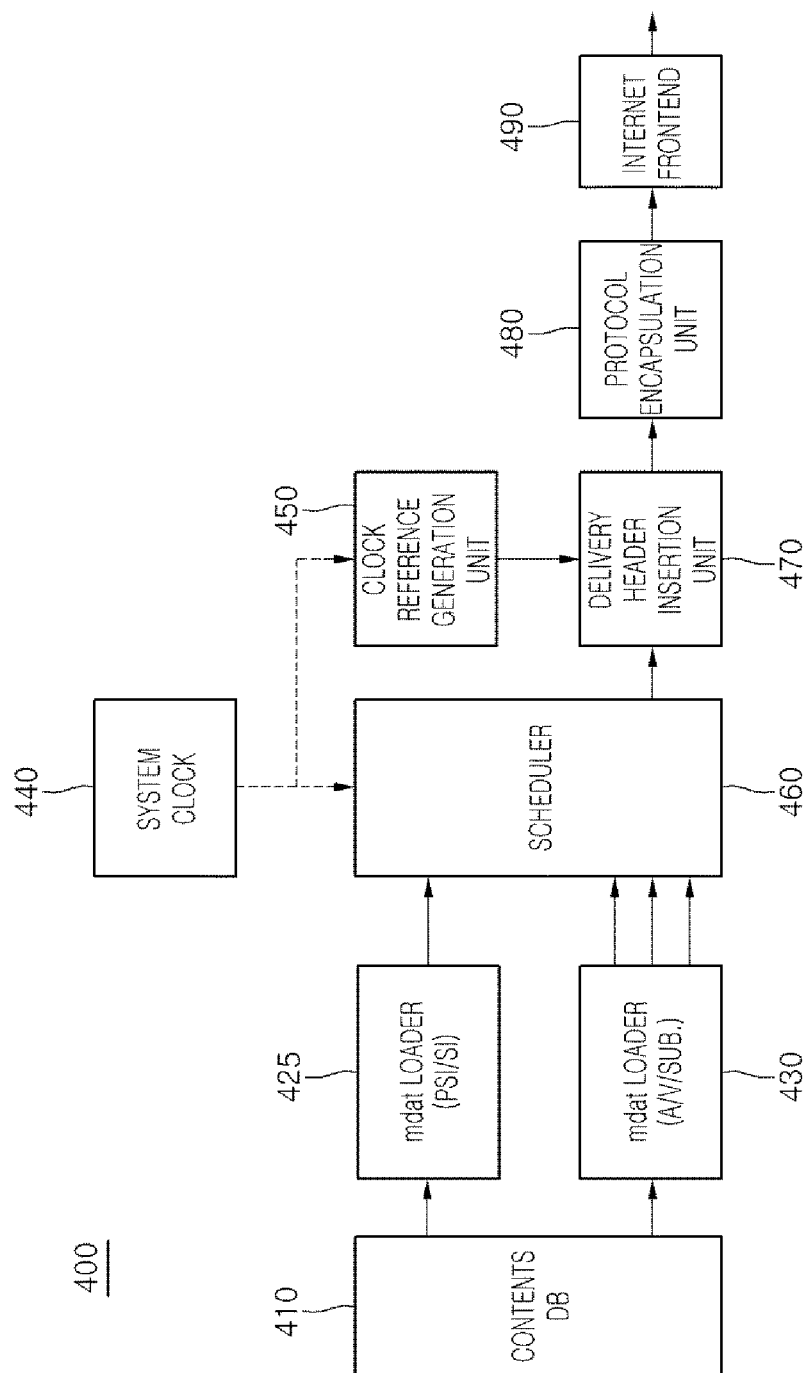 400
410
CONTENTS
DB
425
mdat LOADER
(PSI/SI)
430
mdat LOADER
(A/V/SUB.)
440
SYSTEM
CLOCK
460
SCHEDULER
450
CLOCK
REFERENCE
GENERATION
UNIT
470
DELIVERY
HEADER
INSERTION
UNIT
480
PROTOCOL
ENCAPSULATION
UNIT
490
INTERNET
FRONTEND